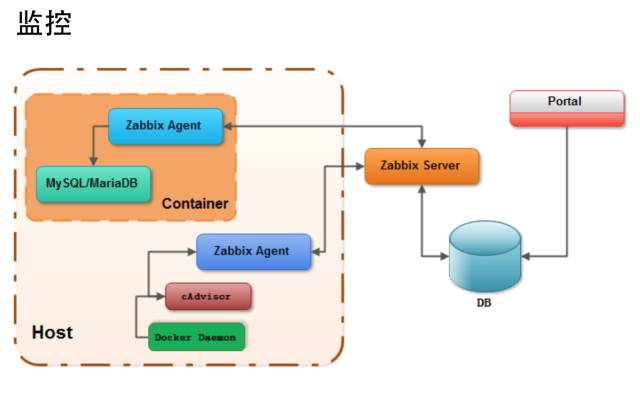 监控
Zabbix Agent
MySQL/MariaDB
Container
Zabbix Agent
cAdvisor
Docker Daemon
Host
Zabbix Server
Portal
DB